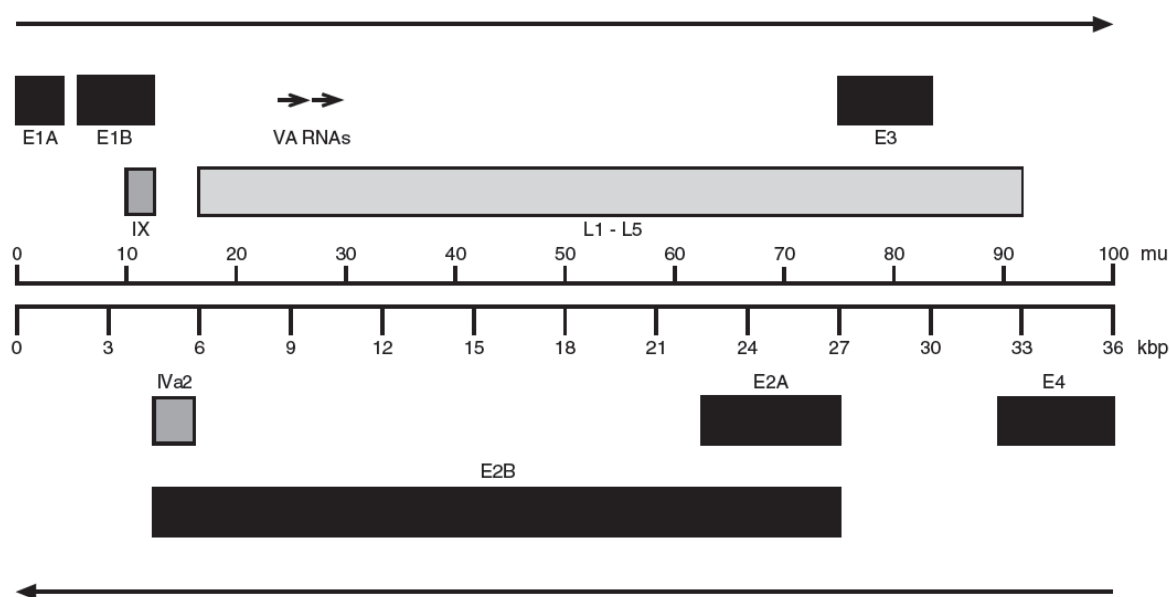 E1A E1B VA RNAs E3
IX L1 - L5
0 10 20 30 40 50 60 70 80 90 100 mu
0 3 6 9 12 15 18 21 24 27 30 33 36 kbp
IVa2 E2A E4
E2B